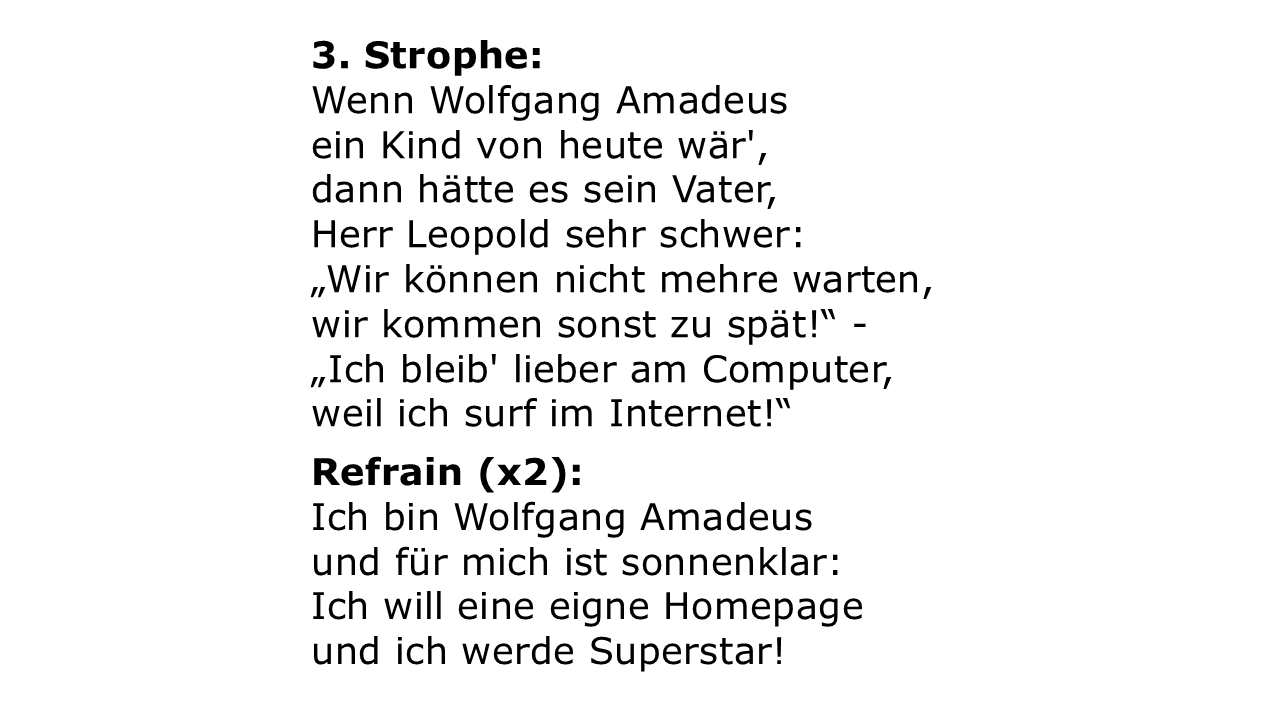 3. Strophe:
Wenn Wolfgang Amadeus
ein Kind von heute wär',
dann hätte es sein Vater,
Herr Leopold sehr schwer:
„Wir können nicht mehre warten,
wir kommen sonst zu spät!“ -
„Ich bleib' lieber am Computer,
weil ich surf im Internet!“
Refrain (x2):
Ich bin Wolfgang Amadeus
und für mich ist sonnenklar:
Ich will eine eigne Homepage
und ich werde Superstar!